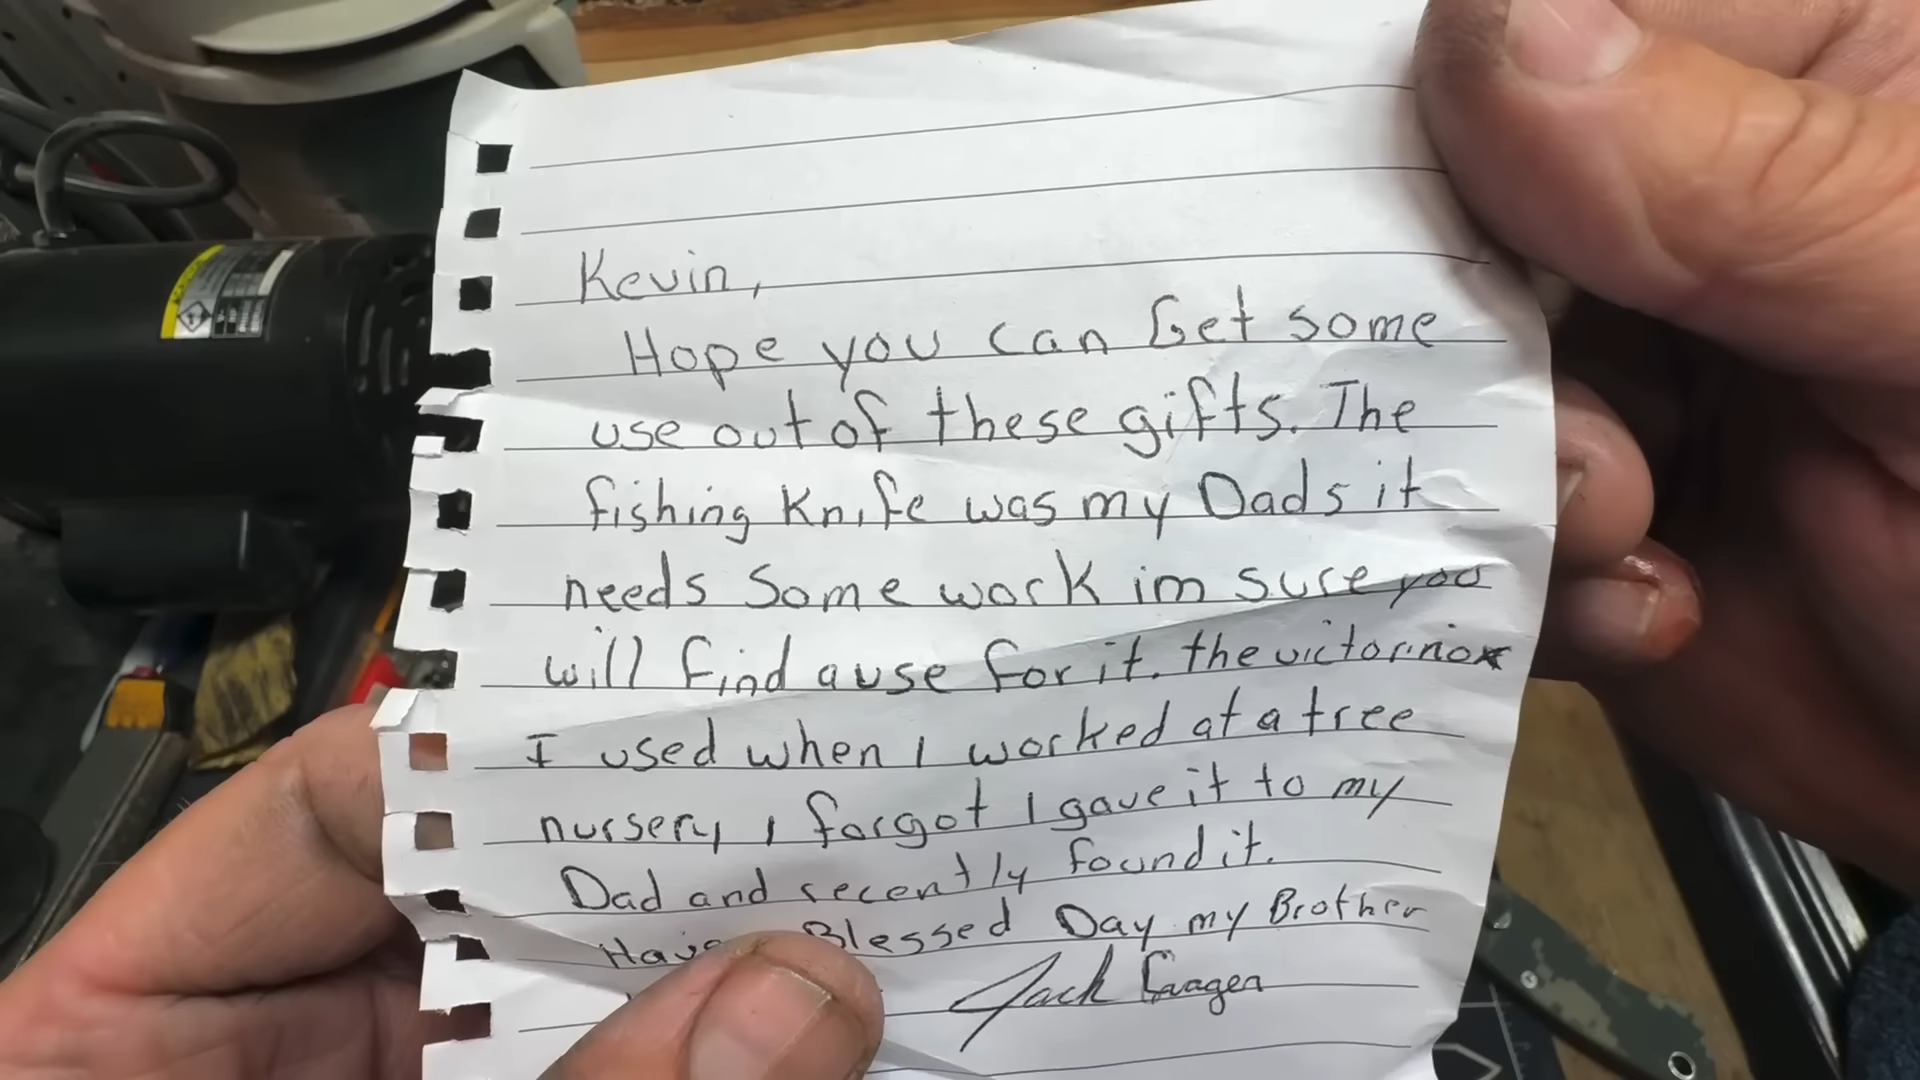 Kevin,
Hope you can Get some
use out of these gifts. The
fishing Knife was my Dads it
needs Some work im sure you
will find a use for it. the victorinox
I used when I worked at a tree
nursery, I forgot I gave it to my
Dad and recently found it.
Have Blessed Day my Brother
Jack